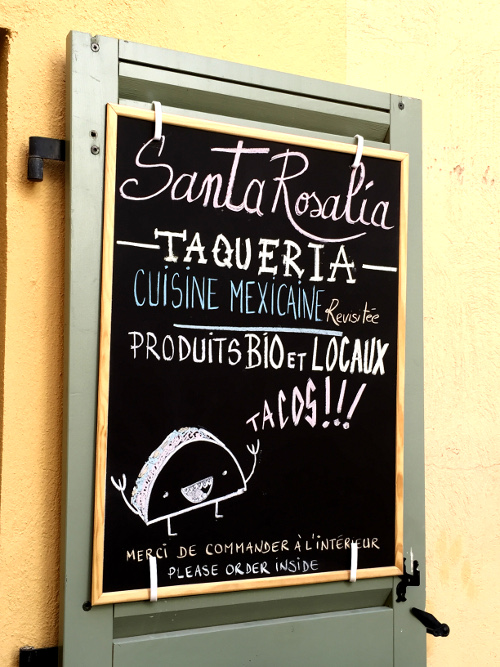 Santa Rosalia
TAQUERIA
CUISINE MEXICAINE Revisitée
PRODUITS BIO ET LOCAUX
TACOS!!!
MERCI DE COMMANDER À L'INTÉRIEUR
PLEASE ORDER INSIDE